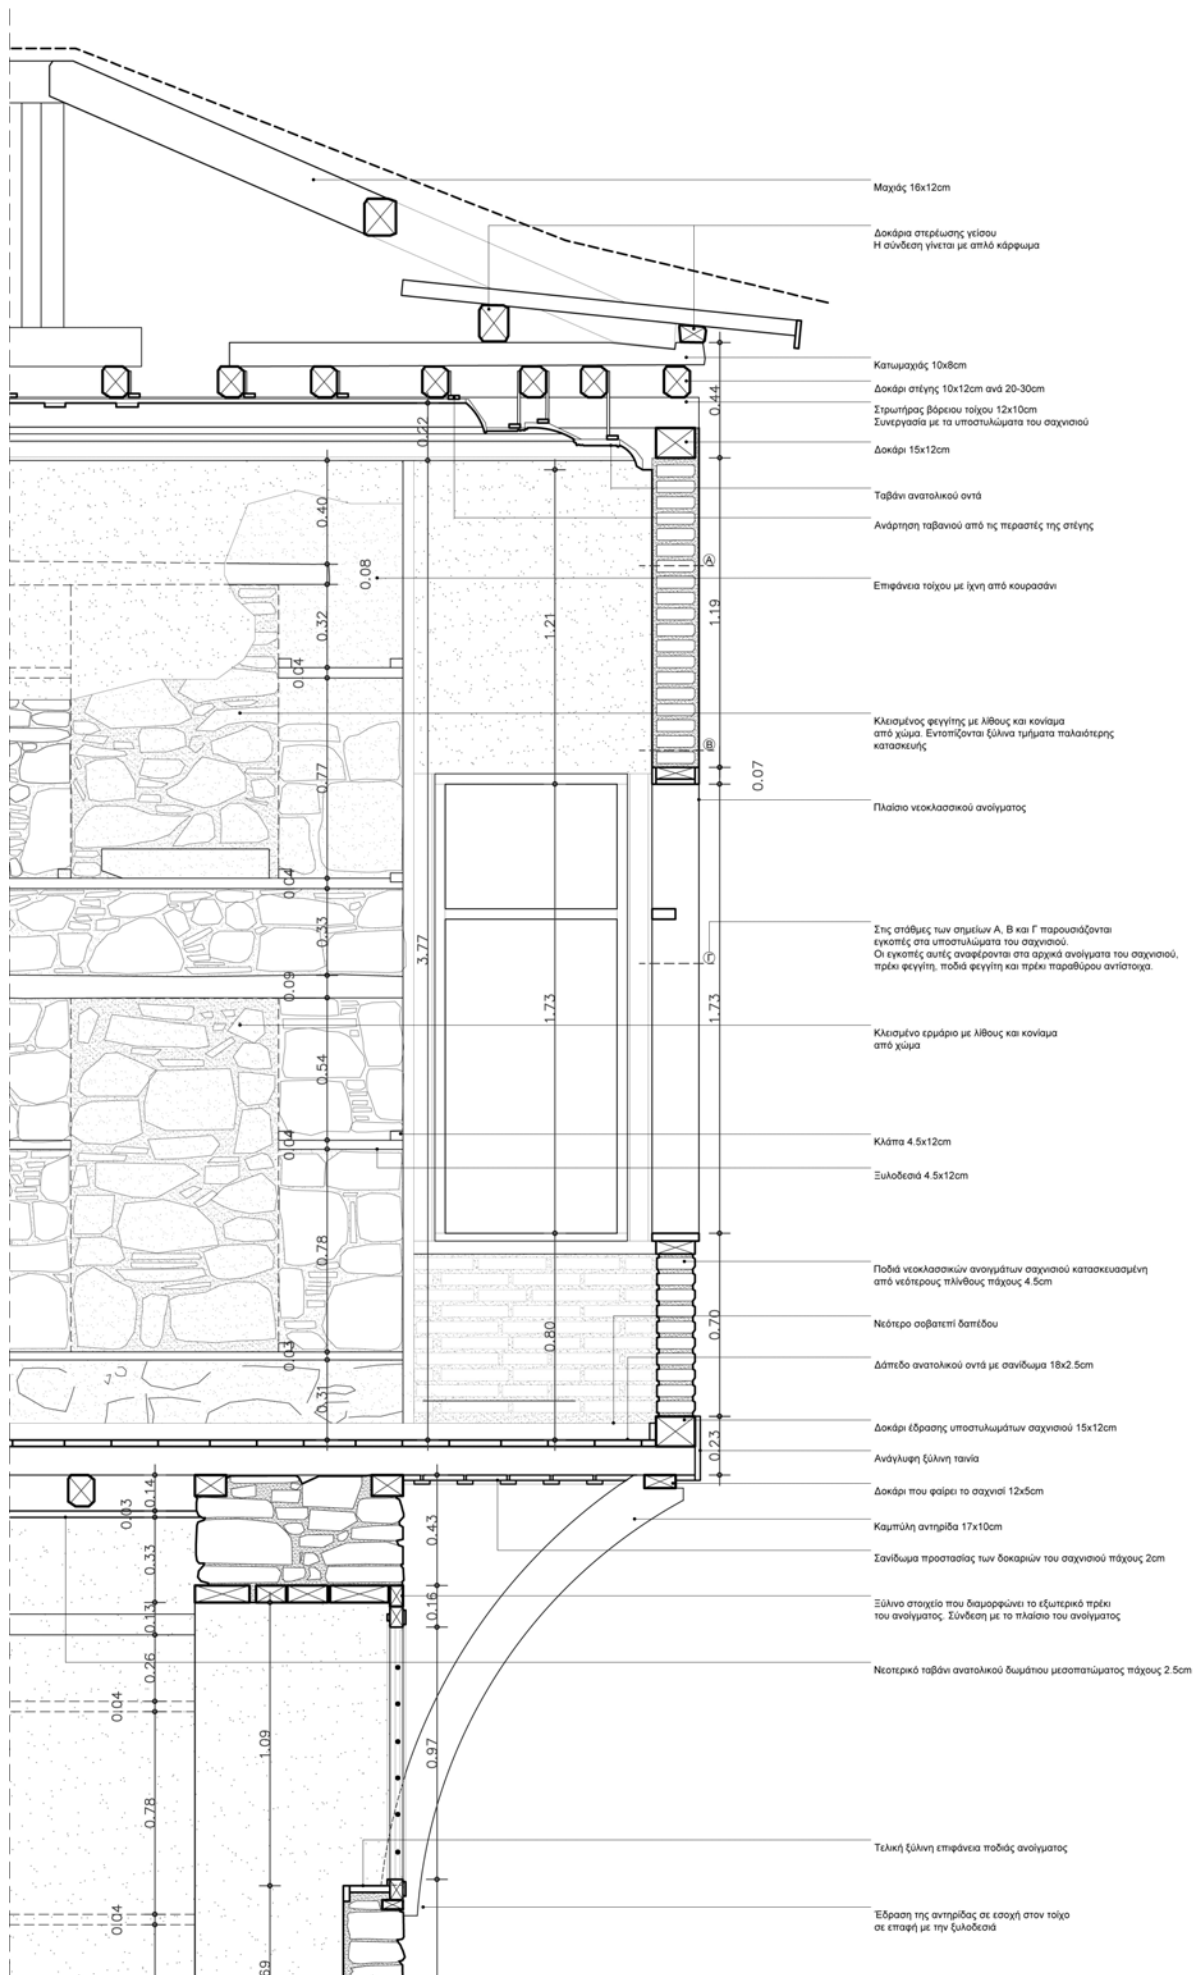 Μαχιάς 16x12cm
Δοκάρια στερέωσης γείσου
Η σύνδεση γίνεται με απλό κάρφωμα
Κατωμαχιάς 10x8cm
0.44
Δοκάρι στέγης 10x12cm ανά 20-30cm
Στρωτήρας βόρειου τοίχου 12x10cm
Συνεργασία με τα υποστυλώματα του σαχνισιού
0.22
Δοκάρι 15x12cm
Ταβάνι ανατολικού οντά
0.40
Ανάρτηση ταβανιού από τις περαστές της στέγης
A
0.08
Επιφάνεια τοίχου με ίχνη από κουρασάνι
0.32
1.21
1.19
0.04
Κλεισμένος φεγγίτης με λίθους και κονίαμα
από χώμα. Εντοπίζονται ξύλινα τμήματα παλαιότερης
κατασκευής
B
0.77
0.07
Πλαίσιο νεοκλασσικού ανοίγματος
0.04
0.33
3.77
Στις στάθμες των σημείων Α, Β και Γ παρουσιάζονται
εγκοπές στα υποστυλώματα του σαχνισιού.
Οι εγκοπές αυτές αναφέρονται στα αρχικά ανοίγματα του σαχνισιού,
πρέκι φεγγίτη, ποδιά φεγγίτη και πρέκι παραθύρου αντίστοιχα.
Γ
0.09
1.73
1.73
Κλεισμένο ερμάριο με λίθους και κονίαμα
από χώμα
0.54
0.04
Κλάπα 4.5x12cm
Ξυλοδεσιά 4.5x12cm
0.78
Ποδιά νεοκλασσικών ανοιγμάτων σαχνισιού κατασκευασμένη
από νεότερους πλίνθους πάχους 4.5cm
0.80
0.70
Νεότερο σοβατεπί δαπέδου
0.03
Δάπεδο ανατολικού οντά με σανίδωμα 18x2.5cm
0.31
Δοκάρι έδρασης υποστυλωμάτων σαχνισιού 15x12cm
0.23
Ανάγλυφη ξύλινη ταινία
0.14
Δοκάρι που φαίρει το σαχνισί 12x5cm
0.03
0.43
Καμπύλη αντηρίδα 17x10cm
0.33
Σανίδωμα προστασίας των δοκαριών του σαχνισιού πάχους 2cm
0.16
0.13
Ξύλινο στοιχείο που διαμορφώνει το εξωτερικό πρέκι
του ανοίγματος. Σύνδεση με το πλαίσιο του ανοίγματος
0.26
Νεοτερικό ταβάνι ανατολικού δωμάτιου μεσοπατώματος πάχους 2.5cm
0.04
1.09
0.97
0.78
Τελική ξύλινη επιφάνεια ποδιάς ανοίγματος
0.04
Έδραση της αντηρίδας σε εσοχή στον τοίχο
σε επαφή με την ξυλοδεσιά